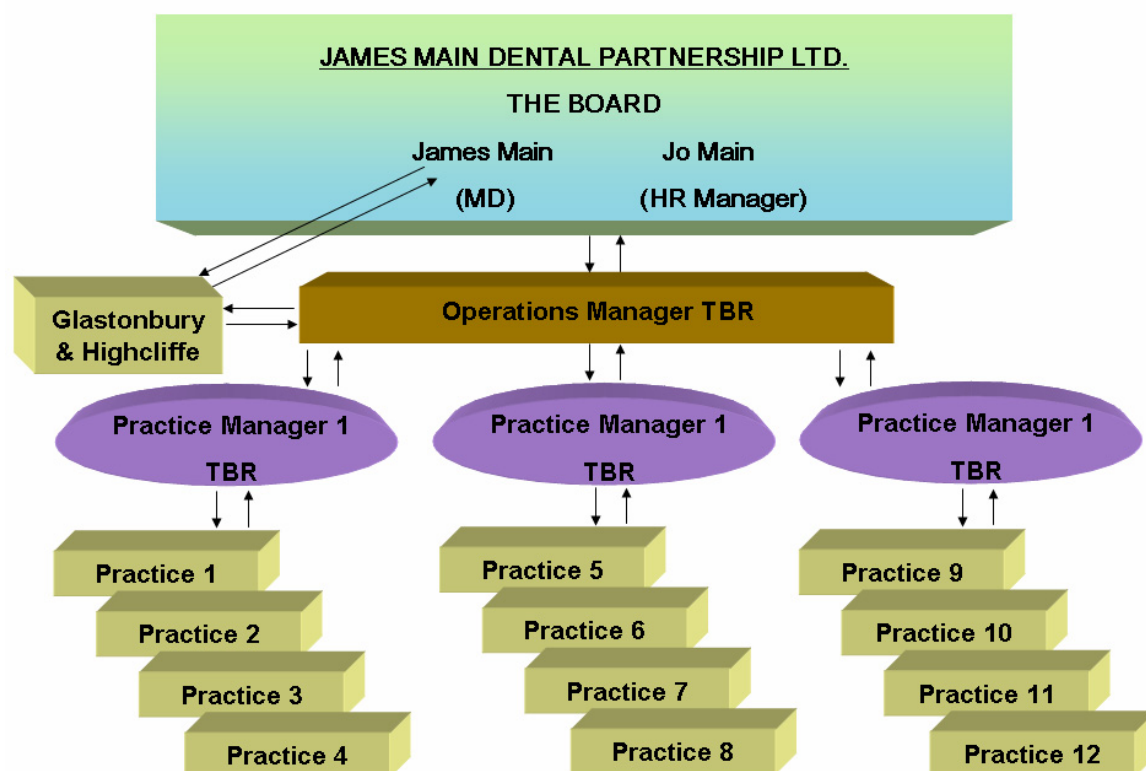 JAMES MAIN DENTAL PARTNERSHIP LTD.
THE BOARD
James Main Jo Main
(MD) (HR Manager)
Glastonbury
& Highcliffe
Operations Manager TBR
Practice Manager 1
TBR
Practice Manager 1
TBR
Practice Manager 1
TBR
Practice 1
Practice 2
Practice 3
Practice 4
Practice 5
Practice 6
Practice 7
Practice 8
Practice 9
Practice 10
Practice 11
Practice 12